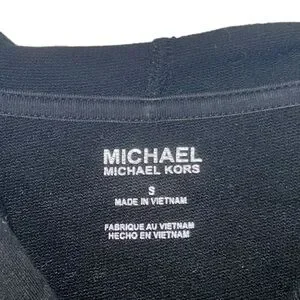 MICHAEL
MICHAEL KORS
S
MADE IN VIETNAM
FABRIQUE AU VIETNAM
HECHO EN VIETNAM